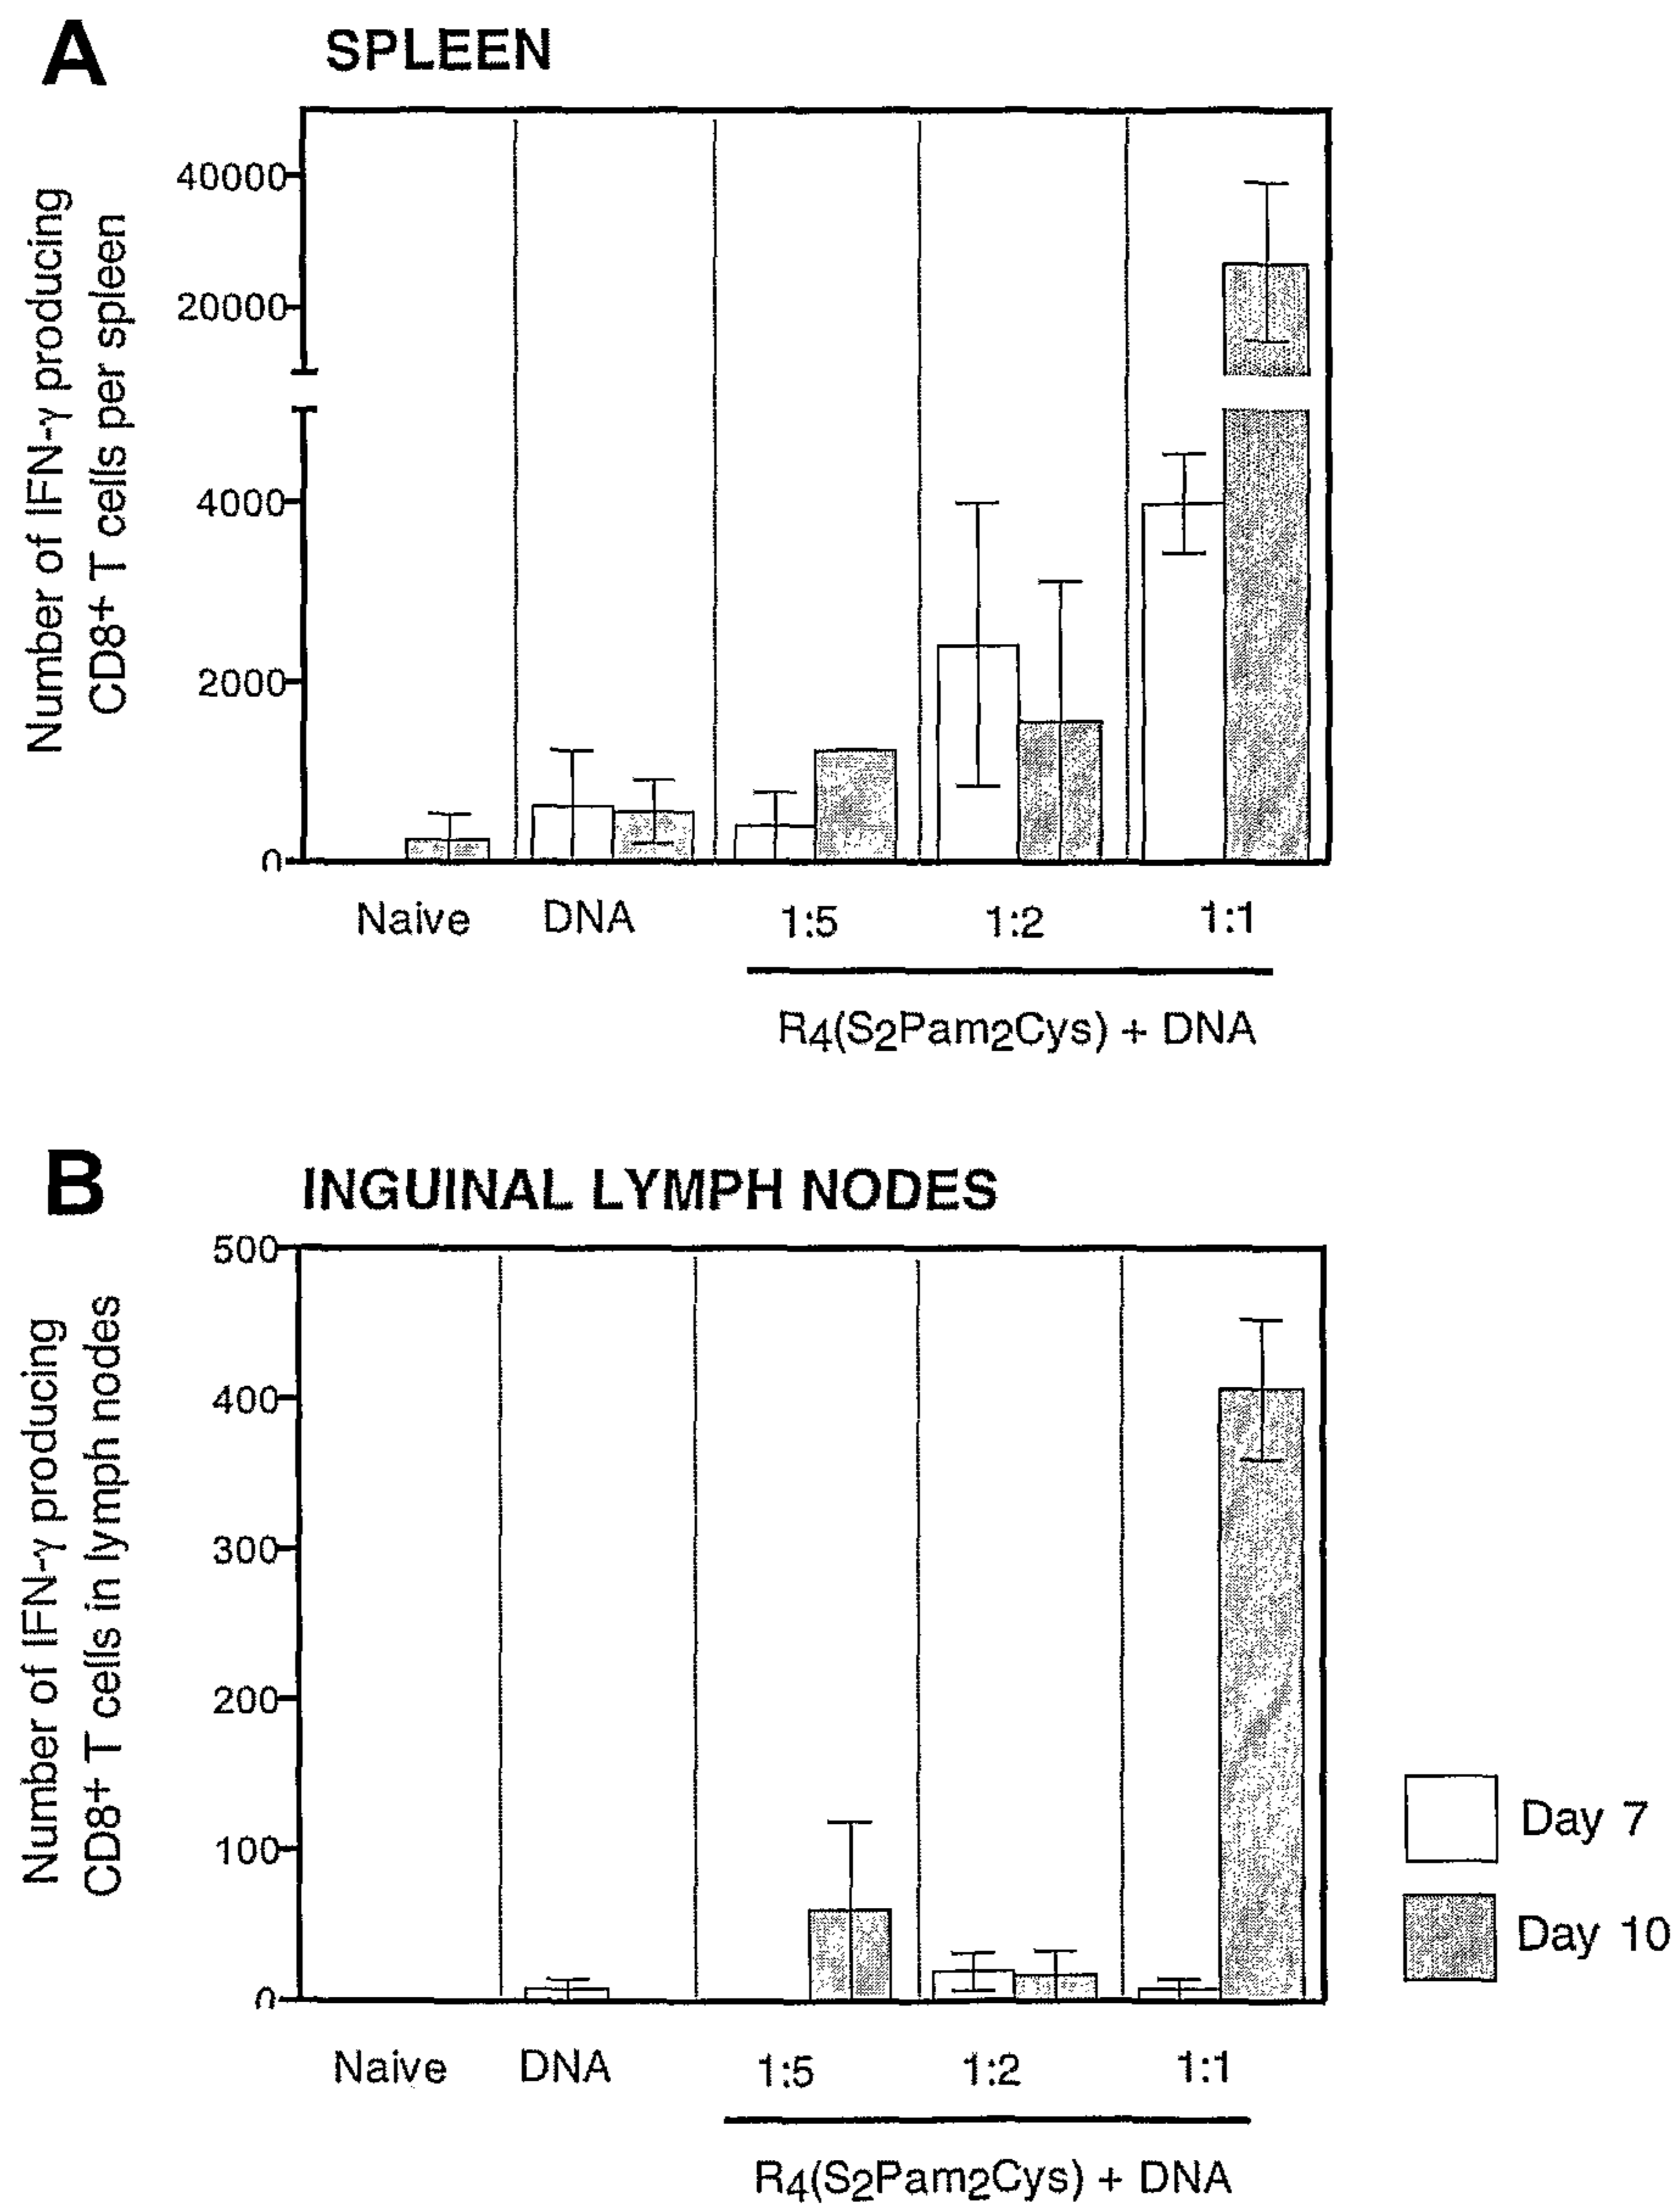 A SPLEEN
Number of IFN-γ producing
CD8+ T cells per spleen
40000
20000
4000
2000
0
Naive DNA 1:5 1:2 1:1
R4(S2Pam2Cys) + DNA
B INGUINAL LYMPH NODES
Number of IFN-γ producing
CD8+ T cells in lymph nodes
500
400
300
200
100
0
Day 7
Day 10
Naive DNA 1:5 1:2 1:1
R4(S2Pam2Cys) + DNA